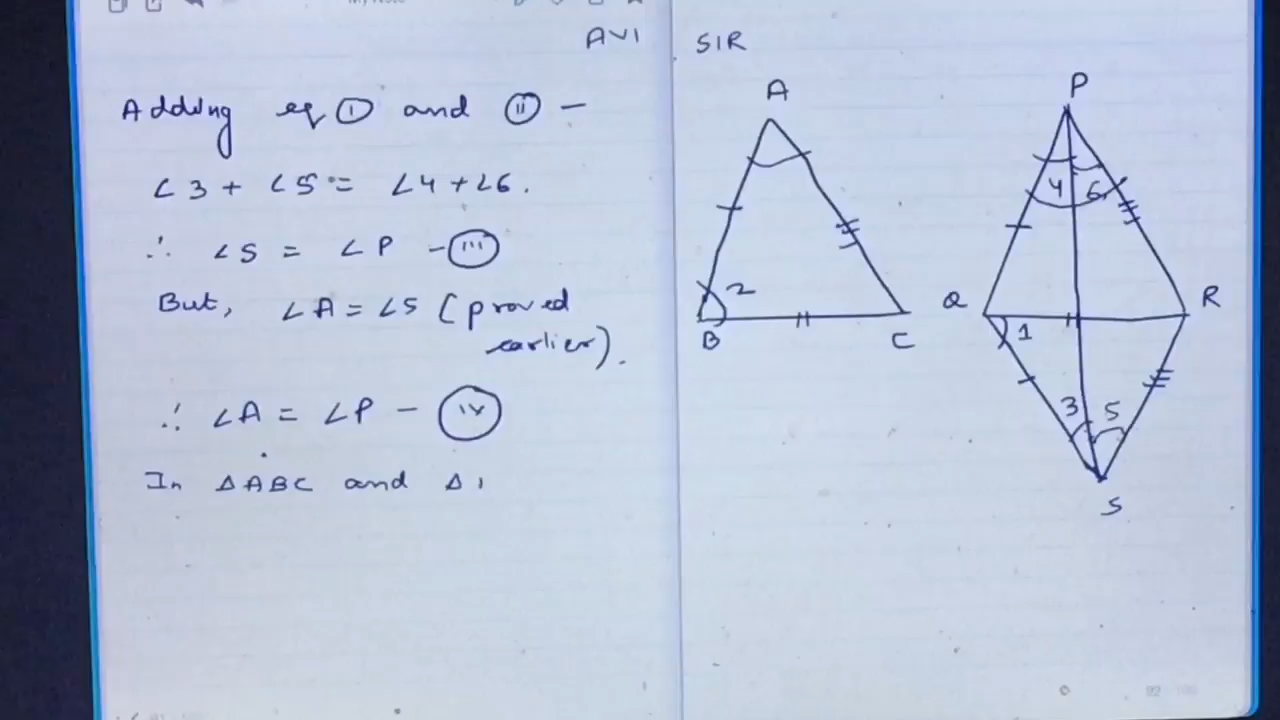 AVI SIR
Adding eq (i) and (ii) —
∠3 + ∠5 = ∠4 + ∠6.
∴ ∠S = ∠P — (iii)
But, ∠A = ∠S (proved
earlier).
∴ ∠A = ∠P — (iv)
In △ABC and △
A
2
B
C
P
4
6
Q
R
1
3
5
S